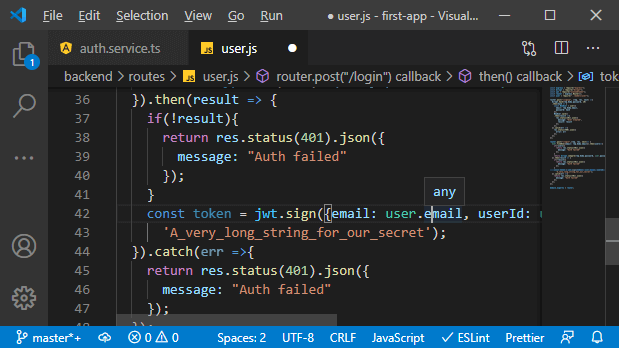 File Edit Selection ··· ● user.js - first-app - Visual...
auth.service.ts JS user.js ●
backend > routes > JS user.js > router.post("/login") callback > then() callback > tok
36 }).then(result => {
37 if(!result){
38 return res.status(401).json({
39 message: "Auth failed"
40 });
41 }
any
42 const token = jwt.sign({email: user.email, userId: u
43 'A_very_long_string_for_our_secret');
44 }).catch(err =>{
45 return res.status(401).json({
46 message: "Auth failed"
47 });
48 });
1
master*+ 0 0 Spaces: 2 UTF-8 CRLF JavaScript ESLint Prettier